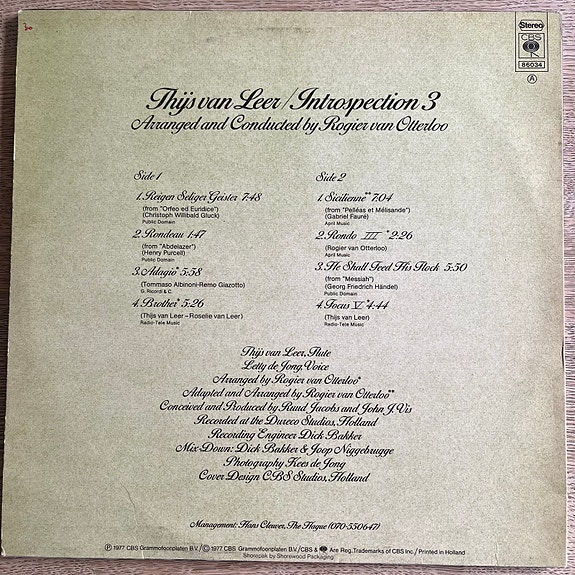 30
Stereo
CBS
86034
A
Thijs van Leer / Introspection 3
Arranged and Conducted by Rogier van Otterloo
Side 1
1. Reigen Seliger Geister 7:48
(from "Orfeo ed Euridice")
(Christoph Willibald Gluck)
Public Domain
2. Rondeau 1:47
(from "Abdelazer")
(Henry Purcell)
Public Domain
3. Adagio* 5:58
(Tommaso Albinoni-Remo Giazotto)
G. Ricordi & C.
4. Brother* 5:26
(Thijs van Leer – Roselie van Leer)
Radio-Tele Music
Side 2
1. Sicilienne** 7:04
(from "Pelléas et Mélisande")
(Gabriel Fauré)
April Music
2. Rondo III* 2:26
(Rogier van Otterloo)
April Music
3. He Shall Feed His Flock 5:50
(from "Messiah")
(Georg Friedrich Händel)
Public Domain
4. Focus V* 4:44
(Thijs van Leer)
Radio-Tele Music
Thijs van Leer, Flute
Letty de Jong, Voice
Arranged by Rogier van Otterloo*
Adapted and Arranged by Rogier van Otterloo**
Conceived and Produced by Ruud Jacobs and John J. Vis
Recorded at the Dureco Studios, Holland
Recording Engineer Dick Bakker
Mix-Down: Dick Bakker & Joop Niggebrugge
Photography Kees de Jong
Cover Design CBS Studios, Holland
Management: Hans Cleuver, The Hague (070-550647)
Ⓟ 1977 CBS Grammofoonplaten B.V./Ⓒ 1977 CBS Grammofoonplaten B.V./CBS & Are Reg. Trademarks of CBS Inc./Printed in Holland
Shorepak by Shorewood Packaging